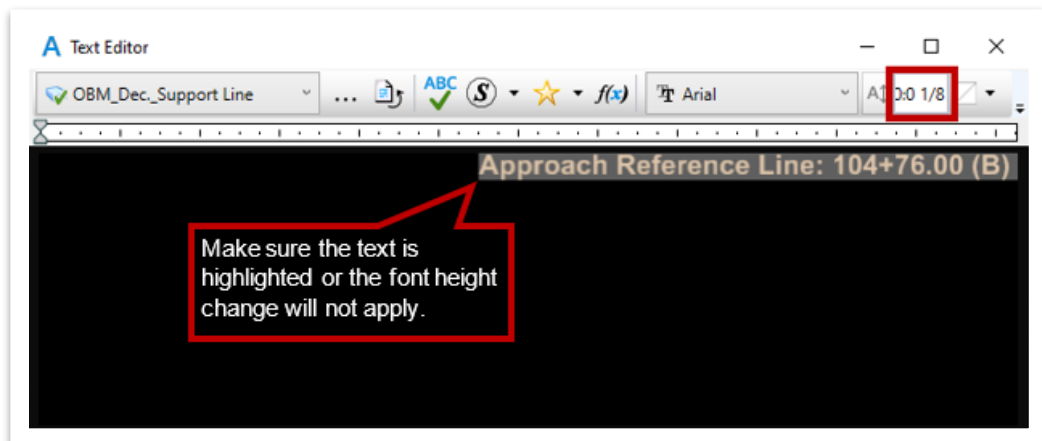 A Text Editor
OBM_Dec._Support Line ... ABC S f(x) Tr Arial A 0:0 1/8
Approach Reference Line: 104+76.00 (B)
Make sure the text is
highlighted or the font height
change will not apply.